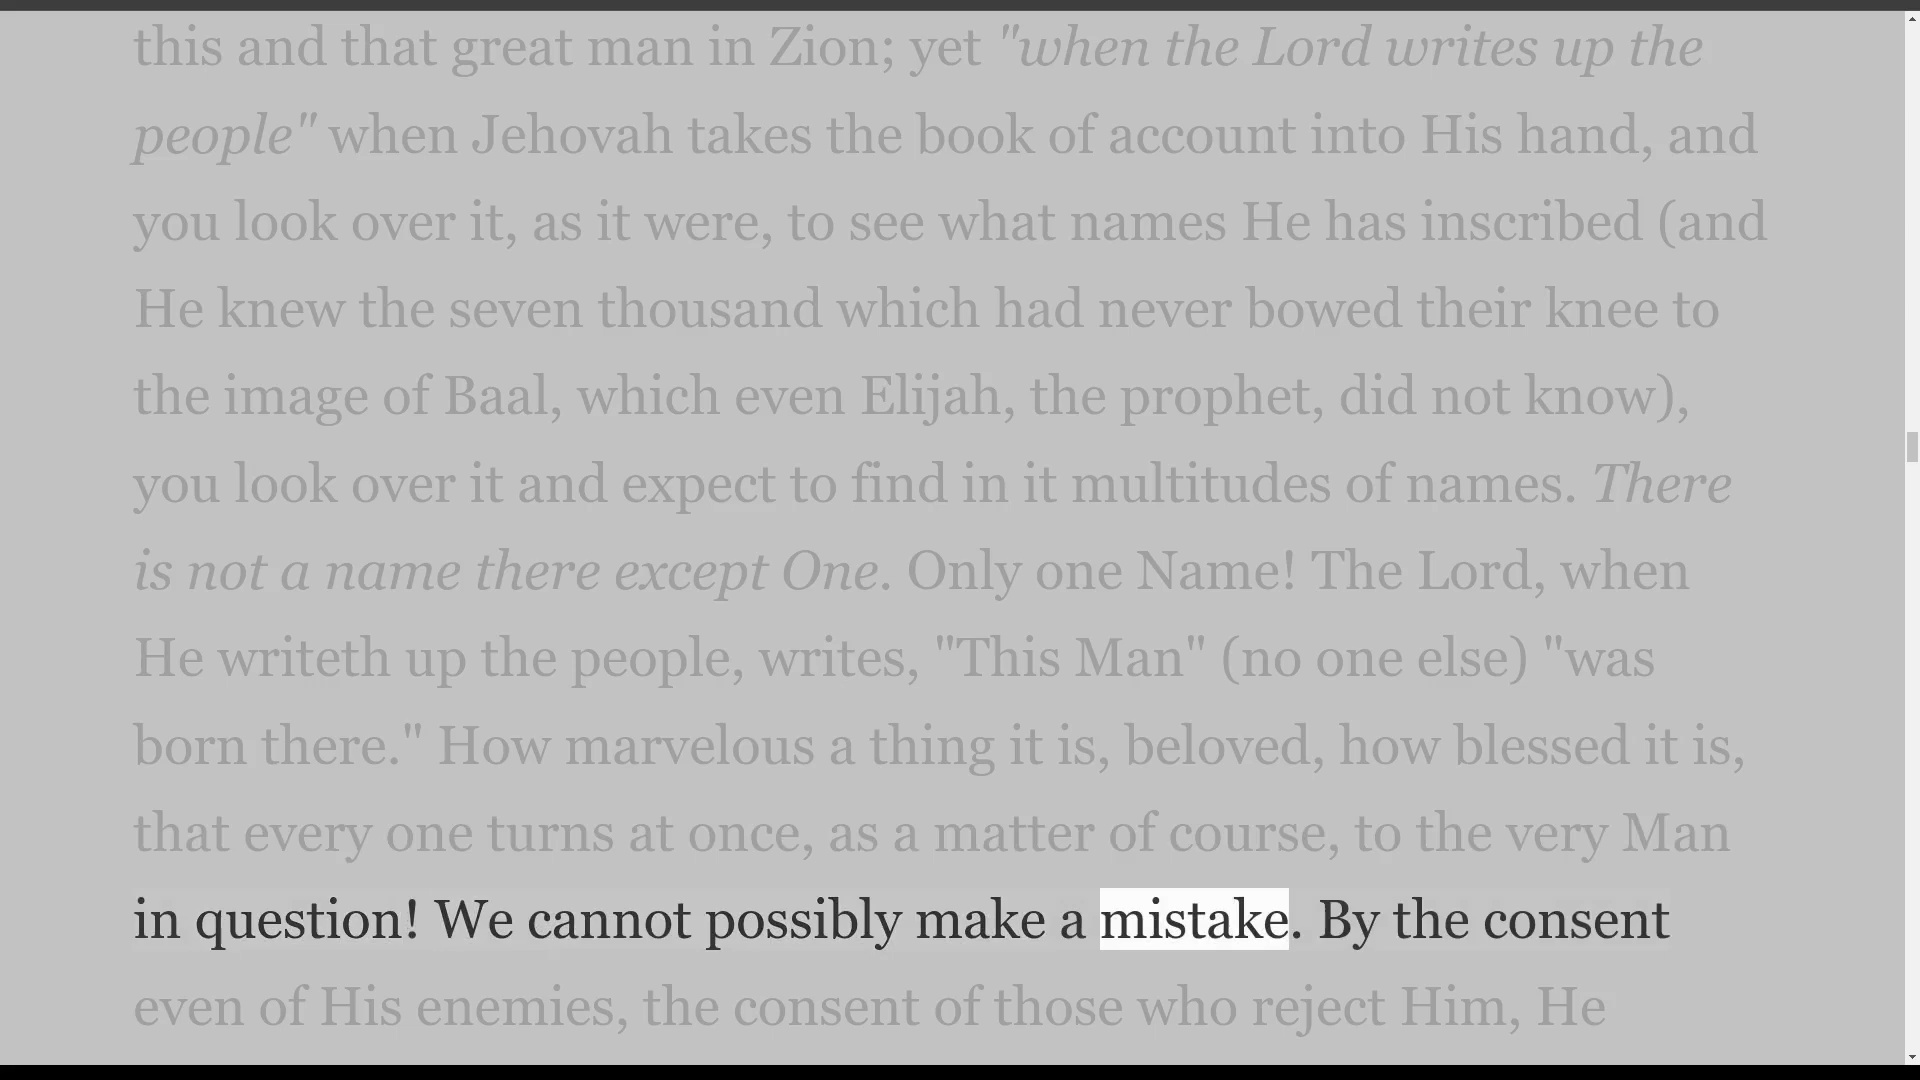 this and that great man in Zion; yet "when the Lord writes up the
people" when Jehovah takes the book of account into His hand, and
you look over it, as it were, to see what names He has inscribed (and
He knew the seven thousand which had never bowed their knee to
the image of Baal, which even Elijah, the prophet, did not know),
you look over it and expect to find in it multitudes of names. There
is not a name there except One. Only one Name! The Lord, when
He writeth up the people, writes, "This Man" (no one else) "was
born there." How marvelous a thing it is, beloved, how blessed it is,
that every one turns at once, as a matter of course, to the very Man
in question! We cannot possibly make a mistake. By the consent
even of His enemies, the consent of those who reject Him, He